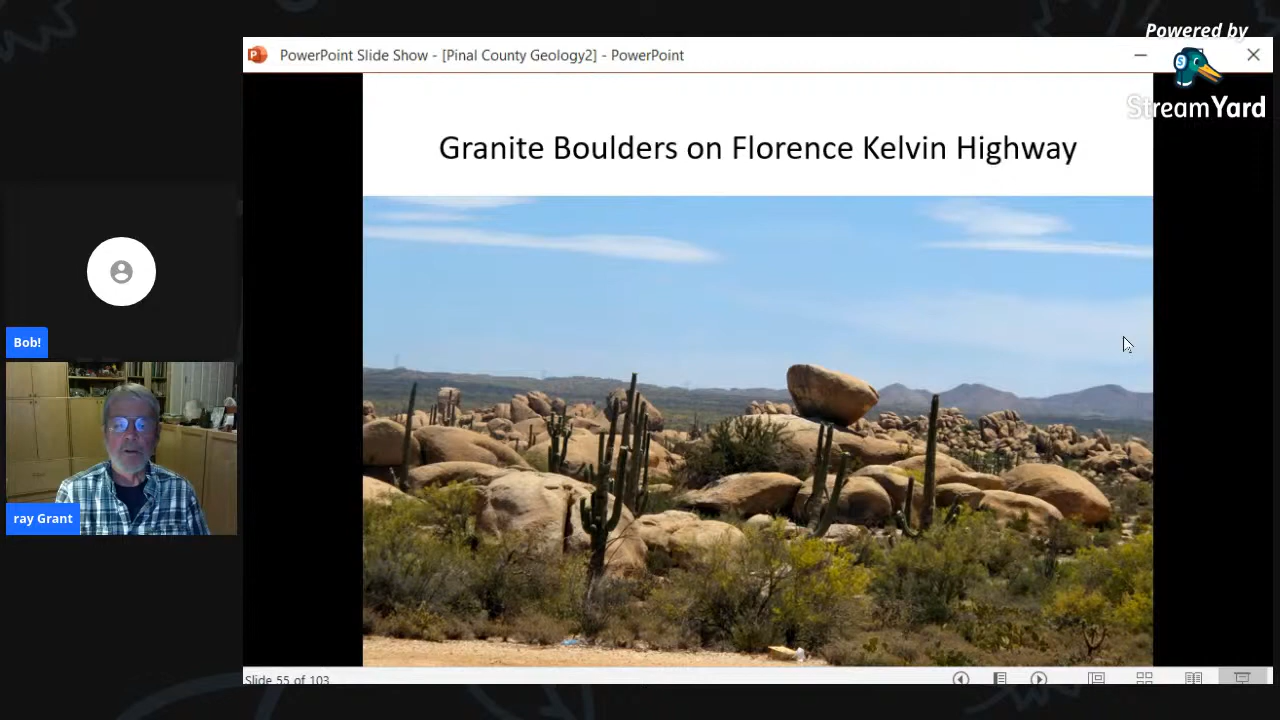 Powered by
StreamYard
PowerPoint Slide Show - [Pinal County Geology2] - PowerPoint
Granite Boulders on Florence Kelvin Highway
Bob!
ray Grant
Slide 55 of 103